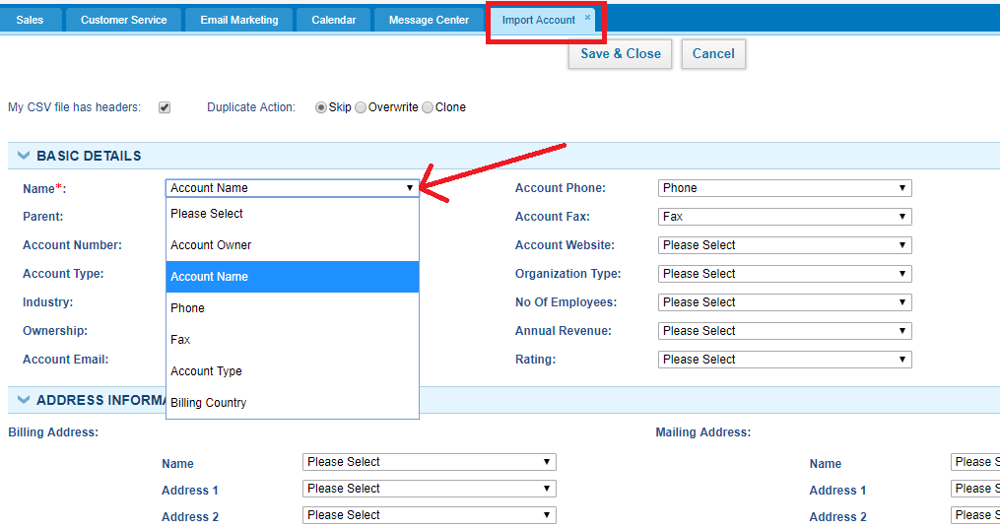 Sales Customer Service Email Marketing Calendar Message Center Import Account ×
Save & Close Cancel
My CSV file has headers: Duplicate Action: Skip Overwrite Clone
BASIC DETAILS
Name*: Account Name Account Phone: Phone
Parent: Please Select Account Fax: Fax
Account Number: Account Owner Account Website: Please Select
Account Type: Account Name Organization Type: Please Select
Industry: Phone No Of Employees: Please Select
Ownership: Fax Annual Revenue: Please Select
Account Email: Account Type Rating: Please Select
Billing Country
ADDRESS INFORMA
Billing Address: Mailing Address:
Name Please Select Name Please S
Address 1 Please Select Address 1 Please S
Address 2 Please Select Address 2 Please S